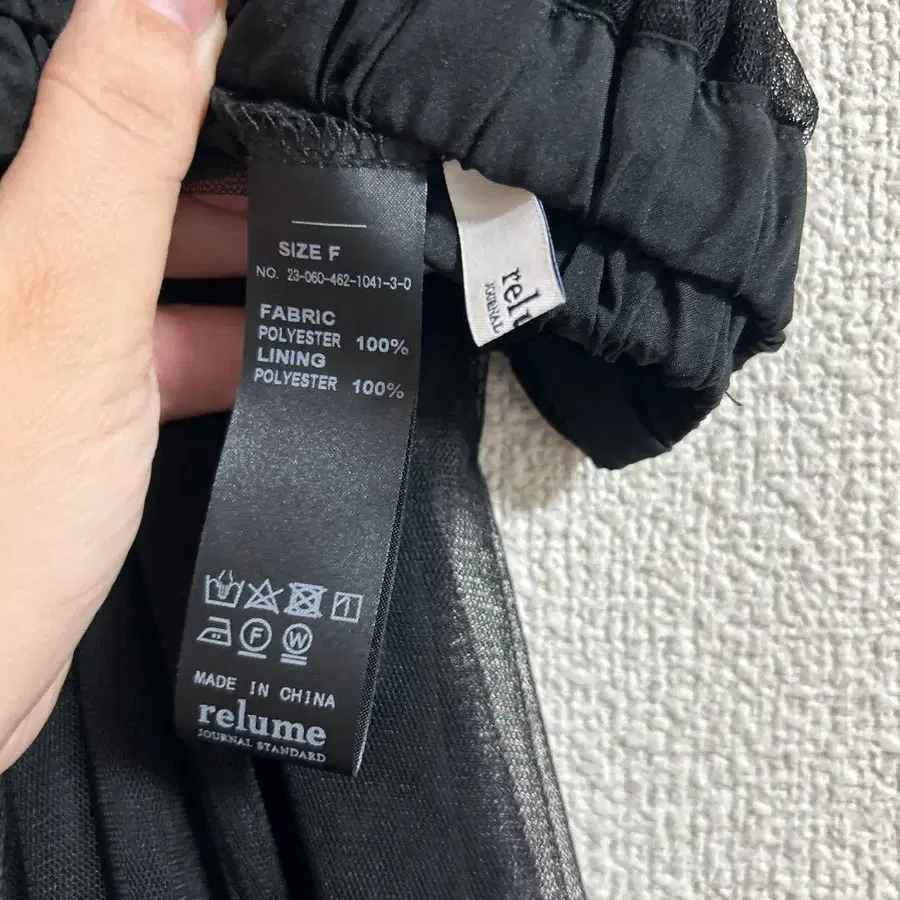 SIZE F
NO. 23-060-462-1041-3-0
FABRIC
POLYESTER 100%
LINING
POLYESTER 100%
F
W
MADE IN CHINA
relume
JOURNAL STANDARD
relu
JOURNAL